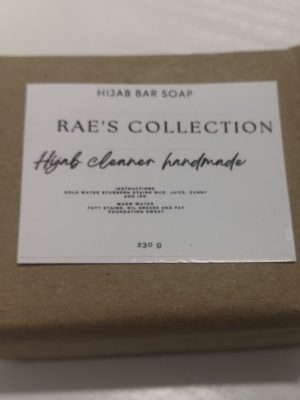 HIJAB BAR SOAP
RAE'S COLLECTION
Hijab cleaner handmade
INSTRUCTIONS
COLD WATER STUBBORN STAINS MUD, JUICE, CURRY
AND INK
WARM WATER
FATT STAINS, OIL GREASE AND FAT
FOUNDATION SWEAT
230 g